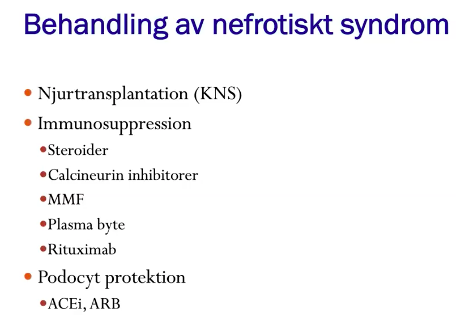 Behandling av nefrotiskt syndrom
Njurtransplantation (KNS)
Immunosuppression
Steroider
Calcineurin inhibitorer
MMF
Plasma byte
Rituximab
Podocyt protektion
ACEi, ARB